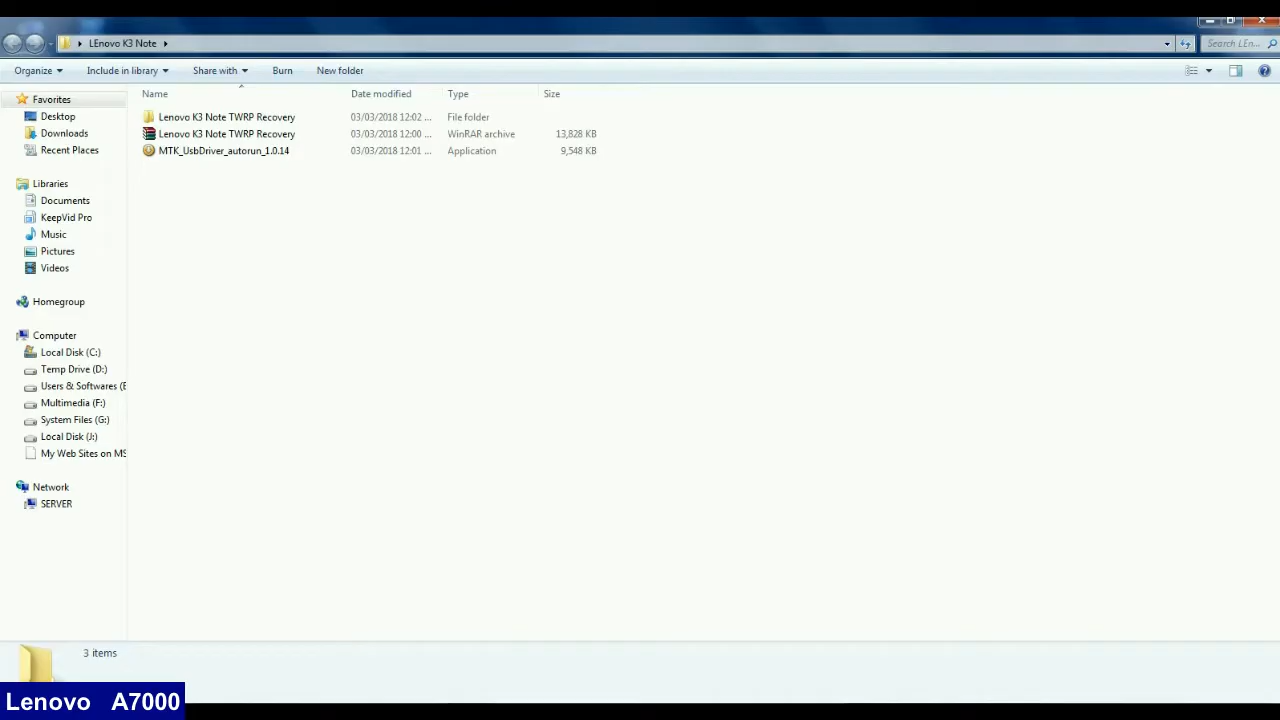 LEnovo K3 Note
Search LEn...
Organize Include in library Share with Burn New folder
Name Date modified Type Size
Favorites
Desktop
Downloads
Recent Places
Libraries
Documents
KeepVid Pro
Music
Pictures
Videos
Homegroup
Computer
Local Disk (C:)
Temp Drive (D:)
Users & Softwares (E
Multimedia (F:)
System Files (G:)
Local Disk (J:)
My Web Sites on MS
Network
SERVER
Lenovo K3 Note TWRP Recovery 03/03/2018 12:02 ... File folder
Lenovo K3 Note TWRP Recovery 03/03/2018 12:00 ... WinRAR archive 13,828 KB
MTK_UsbDriver_autorun_1.0.14 03/03/2018 12:01 ... Application 9,548 KB
3 items
Lenovo A7000